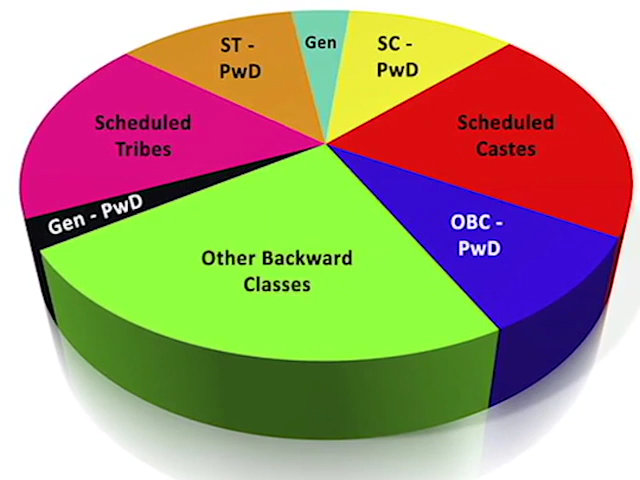 ST -
PwD
Gen
SC -
PwD
Scheduled
Tribes
Scheduled
Castes
Gen - PwD
OBC -
PwD
Other Backward
Classes